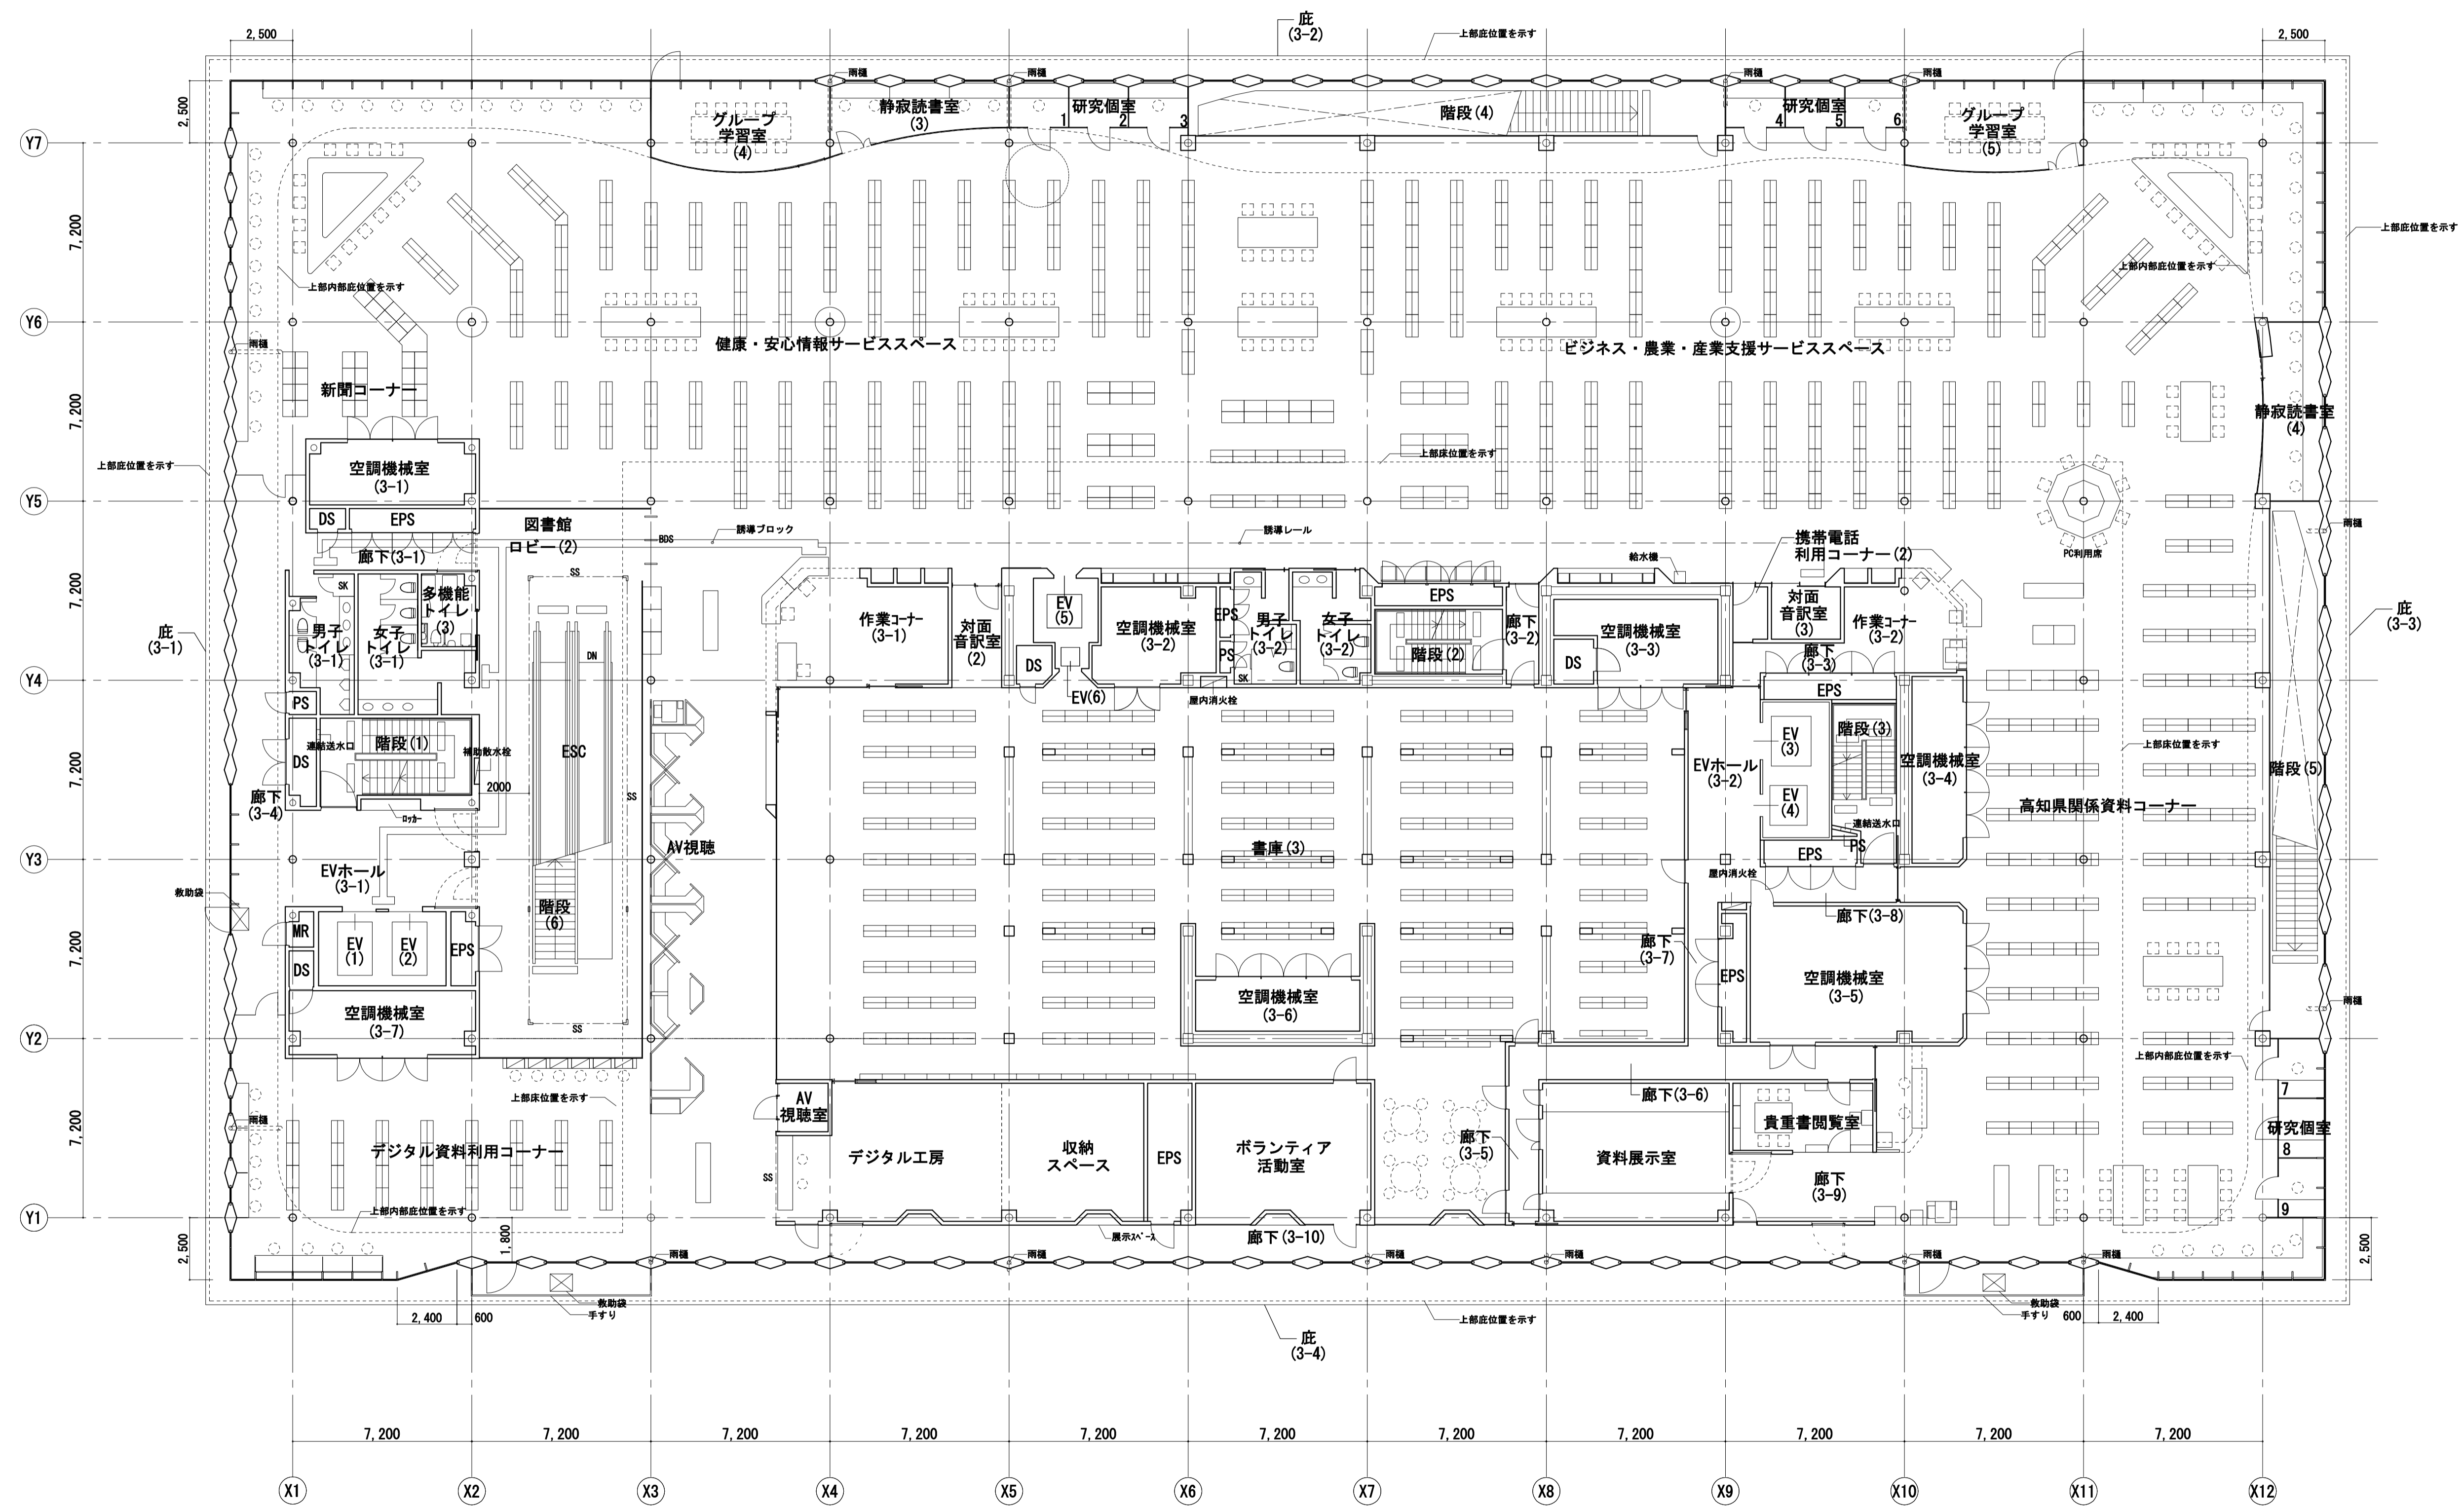 庇
(3-2)
上部庇位置を示す
2,500
2,500
雨樋
雨樋
雨樋
雨樋
2,500
グループ
学習室
(4)
静寂読書室
(3)
研究個室
1
2
3
階段(4)
研究個室
4
5
6
グループ
学習室
(5)
Y7
上部庇位置を示す
7,200
上部内部庇位置を示す
上部内部庇位置を示す
Y6
雨樋
健康・安心情報サービススペース
ビジネス・農業・産業支援サービススペース
新聞コーナー
7,200
静寂読書室
(4)
上部庇位置を示す
空調機械室
(3-1)
上部床位置を示す
Y5
DS
EPS
図書館
ロビー(2)
BDS
誘導ブロック
誘導レール
携帯電話
利用コーナー(2)
雨樋
廊下(3-1)
給水機
PC利用席
SS
SK
多機能
トイレ
(3)
男子
トイレ
(3-1)
女子
トイレ
(3-1)
7,200
庇
(3-1)
DN
作業コーナー
(3-1)
対面
音訳室
(2)
EV
(5)
DS
EV(6)
空調機械室
(3-2)
EPS
PS
SK
男子
トイレ
(3-2)
女子
トイレ
(3-2)
EPS
階段(2)
廊下
(3-2)
空調機械室
(3-3)
DS
対面
音訳室
(3)
作業コーナー
(3-2)
廊下
(3-3)
庇
(3-3)
Y4
PS
屋内消火栓
EPS
連結送水口
階段(1)
補助散水栓
ESC
DS
2000
SS
SS
7,200
廊下
(3-4)
ロッカー
EVホール
(3-2)
EV
(3)
EV
(4)
階段(3)
空調機械室
(3-4)
連結送水口
PS
EPS
上部床位置を示す
階段(5)
高知県関係資料コーナー
AV視聴
書庫(3)
Y3
EVホール
(3-1)
救助袋
階段
(6)
屋内消火栓
廊下(3-8)
MR
EV
(1)
EV
(2)
EPS
DS
7,200
廊下
(3-7)
EPS
空調機械室
(3-5)
空調機械室
(3-6)
空調機械室
(3-7)
雨樋
SS
Y2
上部内部庇位置を示す
上部床位置を示す
AV
視聴室
廊下(3-6)
貴重書閲覧室
7
研究個室
8
9
雨樋
7,200
デジタル資料利用コーナー
デジタル工房
収納
スペース
EPS
ボランティア
活動室
廊下
(3-5)
資料展示室
廊下
(3-9)
SS
上部内部庇位置を示す
Y1
1,800
展示スペース
廊下(3-10)
2,500
雨樋
雨樋
雨樋
雨樋
雨樋
雨樋
2,500
救助袋
手すり
救助袋
手すり
2,400
600
600
2,400
上部庇位置を示す
庇
(3-4)
7,200
7,200
7,200
7,200
7,200
7,200
7,200
7,200
7,200
7,200
7,200
X1
X2
X3
X4
X5
X6
X7
X8
X9
X10
X11
X12